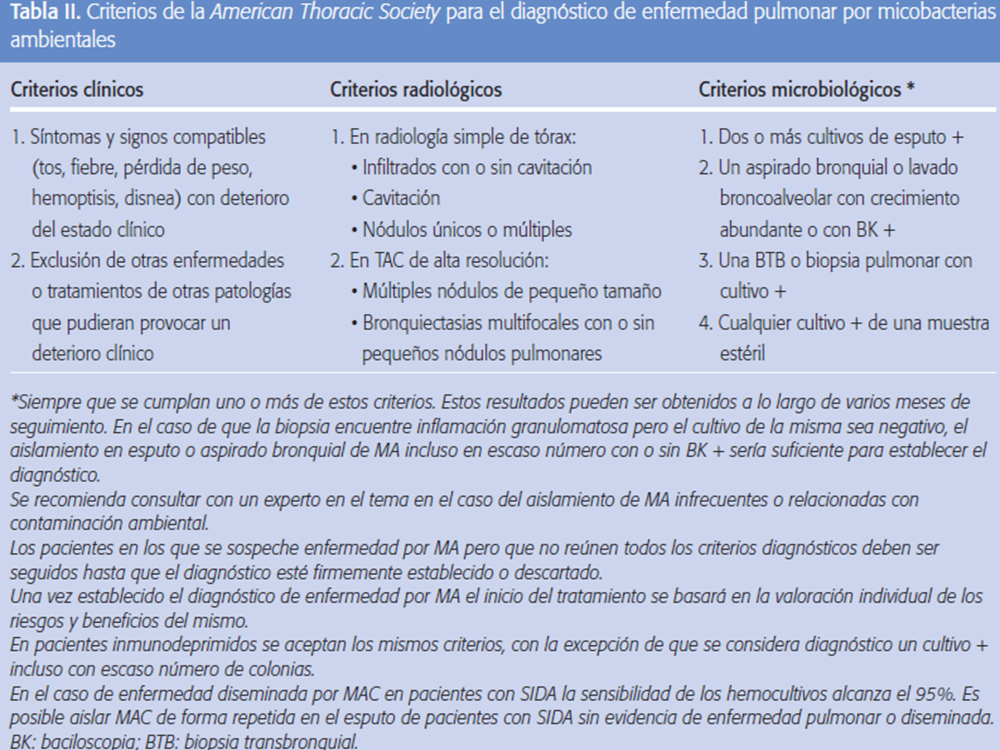 Tabla II. Criterios de la American Thoracic Society para el diagnóstico de enfermedad pulmonar por micobacterias
ambientales
Criterios clínicos
1. Síntomas y signos compatibles
(tos, fiebre, pérdida de peso,
hemoptisis, disnea) con deterioro
del estado clínico
2. Exclusión de otras enfermedades
o tratamientos de otras patologías
que pudieran provocar un
deterioro clínico
Criterios radiológicos
1. En radiología simple de tórax:
• Infiltrados con o sin cavitación
• Cavitación
• Nódulos únicos o múltiples
2. En TAC de alta resolución:
• Múltiples nódulos de pequeño tamaño
• Bronquiectasias multifocales con o sin
pequeños nódulos pulmonares
Criterios microbiológicos *
1. Dos o más cultivos de esputo +
2. Un aspirado bronquial o lavado
broncoalveolar con crecimiento
abundante o con BK +
3. Una BTB o biopsia pulmonar con
cultivo +
4. Cualquier cultivo + de una muestra
estéril
*Siempre que se cumplan uno o más de estos criterios. Estos resultados pueden ser obtenidos a lo largo de varios meses de
seguimiento. En el caso de que la biopsia encuentre inflamación granulomatosa pero el cultivo de la misma sea negativo, el
aislamiento en esputo o aspirado bronquial de MA incluso en escaso número con o sin BK + sería suficiente para establecer el
diagnóstico.
Se recomienda consultar con un experto en el tema en el caso del aislamiento de MA infrecuentes o relacionadas con
contaminación ambiental.
Los pacientes en los que se sospeche enfermedad por MA pero que no reúnen todos los criterios diagnósticos deben ser
seguidos hasta que el diagnóstico esté firmemente establecido o descartado.
Una vez establecido el diagnóstico de enfermedad por MA el inicio del tratamiento se basará en la valoración individual de los
riesgos y beneficios del mismo.
En pacientes inmunodeprimidos se aceptan los mismos criterios, con la excepción de que se considera diagnóstico un cultivo +
incluso con escaso número de colonias.
En el caso de enfermedad diseminada por MAC en pacientes con SIDA la sensibilidad de los hemocultivos alcanza el 95%. Es
posible aislar MAC de forma repetida en el esputo de pacientes con SIDA sin evidencia de enfermedad pulmonar o diseminada.
BK: baciloscopia; BTB: biopsia transbronquial.